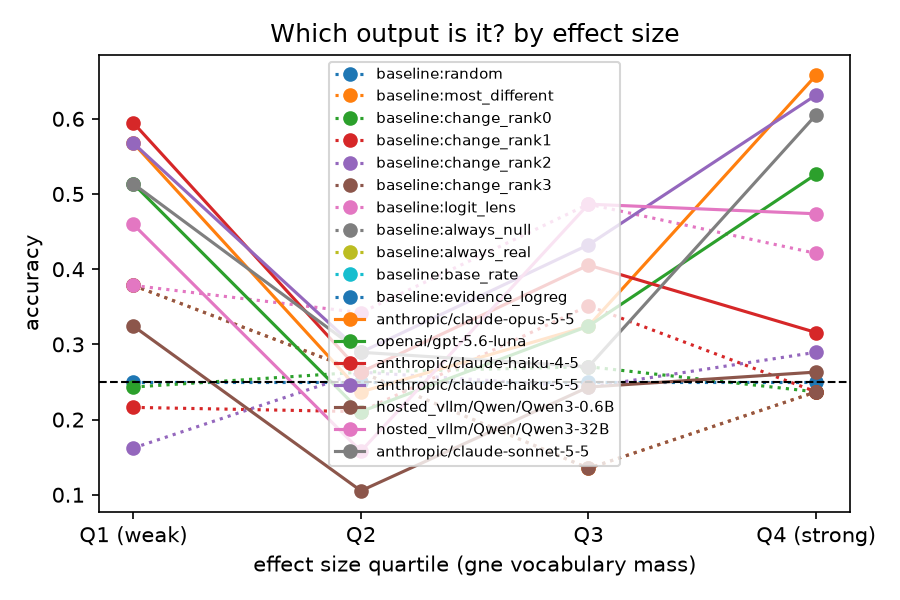 Which output is it? by effect size
accuracy
0.6
0.5
0.4
0.3
0.2
0.1
baseline:random
baseline:most_different
baseline:change_rank0
baseline:change_rank1
baseline:change_rank2
baseline:change_rank3
baseline:logit_lens
baseline:always_null
baseline:always_real
baseline:base_rate
baseline:evidence_logreg
anthropic/claude-opus-5-5
openai/gpt-5.6-luna
anthropic/claude-haiku-4-5
anthropic/claude-haiku-5-5
hosted_vllm/Qwen/Qwen3-0.6B
hosted_vllm/Qwen/Qwen3-32B
anthropic/claude-sonnet-5-5
Q1 (weak) Q2 Q3 Q4 (strong)
effect size quartile (gne vocabulary mass)